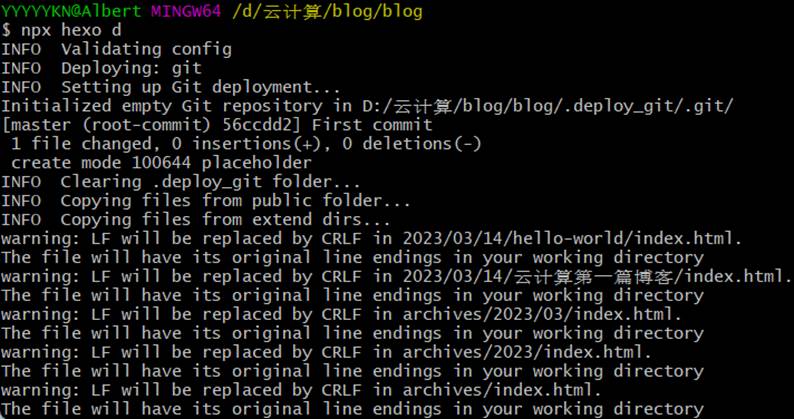 YYYYYKN@Albert MINGW64 /d/云计算/blog/blog
$ npx hexo d
INFO  Validating config
INFO  Deploying: git
INFO  Setting up Git deployment...
Initialized empty Git repository in D:/云计算/blog/blog/.deploy_git/.git/
[master (root-commit) 56ccdd2] First commit
 1 file changed, 0 insertions(+), 0 deletions(-)
 create mode 100644 placeholder
INFO  Clearing .deploy_git folder...
INFO  Copying files from public folder...
INFO  Copying files from extend dirs...
warning: LF will be replaced by CRLF in 2023/03/14/hello-world/index.html.
The file will have its original line endings in your working directory
warning: LF will be replaced by CRLF in 2023/03/14/云计算第一篇博客/index.html.
The file will have its original line endings in your working directory
warning: LF will be replaced by CRLF in archives/2023/03/index.html.
The file will have its original line endings in your working directory
warning: LF will be replaced by CRLF in archives/2023/index.html.
The file will have its original line endings in your working directory
warning: LF will be replaced by CRLF in archives/index.html.
The file will have its original line endings in your working directory